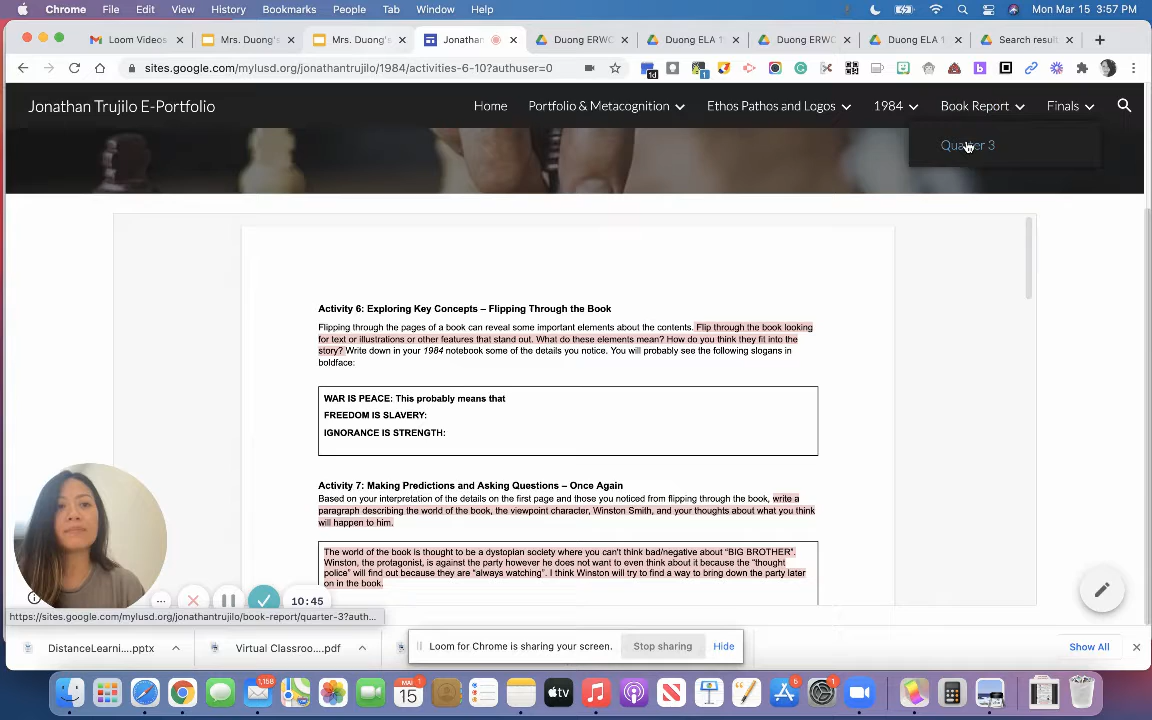 Chrome File Edit View History Bookmarks People Tab Window Help Mon Mar 15 3:57 PM
Loom Videos Mrs. Duong's Mrs. Duong's Jonathan Duong ERWC Duong ELA 1 Duong ERWC Duong ELA 1 Search result
sites.google.com/mylusd.org/jonathantrujilo/1984/activities-6-10?authuser=0
Jonathan Trujilo E-Portfolio Home Portfolio & Metacognition Ethos Pathos and Logos 1984 Book Report Finals
Quarter 3
Activity 6: Exploring Key Concepts – Flipping Through the Book
Flipping through the pages of a book can reveal some important elements about the contents. Flip through the book looking
for text or illustrations or other features that stand out. What do these elements mean? How do you think they fit into the
story? Write down in your 1984 notebook some of the details you notice. You will probably see the following slogans in
boldface:
WAR IS PEACE: This probably means that
FREEDOM IS SLAVERY:
IGNORANCE IS STRENGTH:
Activity 7: Making Predictions and Asking Questions – Once Again
Based on your interpretation of the details on the first page and those you noticed from flipping through the book, write a
paragraph describing the world of the book, the viewpoint character, Winston Smith, and your thoughts about what you think
will happen to him.
The world of the book is thought to be a dystopian society where you can't think bad/negative about "BIG BROTHER".
Winston, the protagonist, is against the party however he does not want to even think about it because the "thought
police" will find out because they are "always watching". I think Winston will try to find a way to bring down the party later
on in the book.
10:45
https://sites.google.com/mylusd.org/jonathantrujilo/book-report/quarter-3?auth...
DistanceLearni....pptx Virtual Classroo....pdf Loom for Chrome is sharing your screen. Stop sharing Hide Show All
1,158 MAI 15 tv 5 1